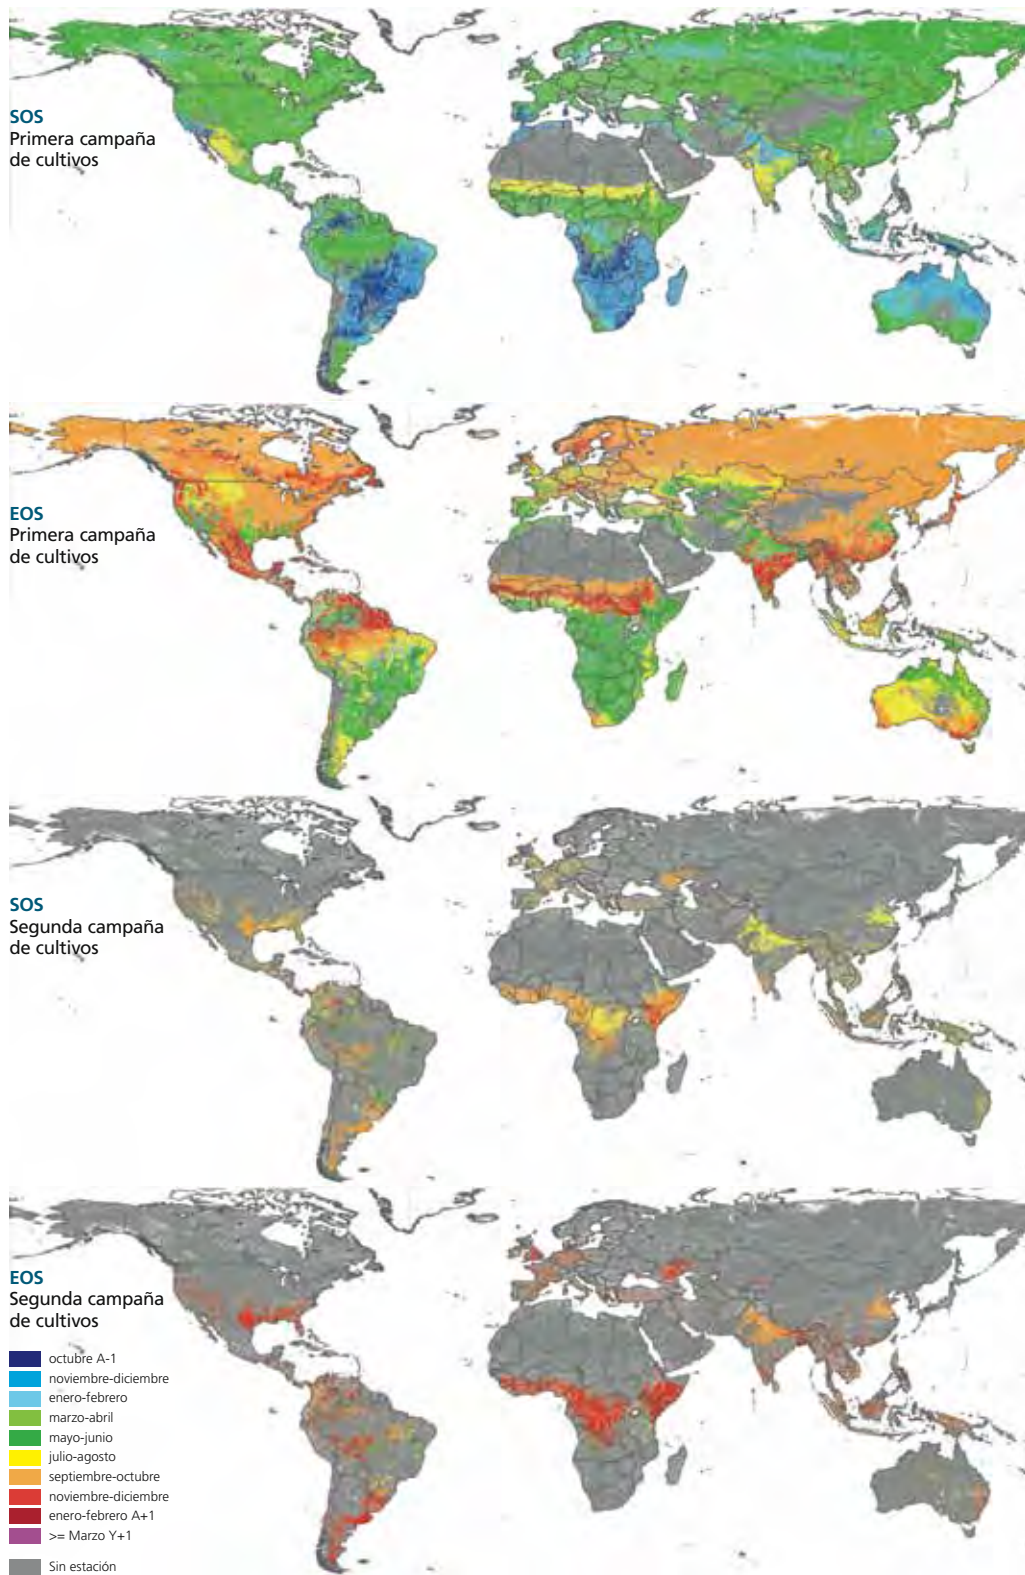 SOS
Primera campaña
de cultivos
EOS
Primera campaña
de cultivos
SOS
Segunda campaña
de cultivos
EOS
Segunda campaña
de cultivos
octubre A-1
noviembre-diciembre
enero-febrero
marzo-abril
mayo-junio
julio-agosto
septiembre-octubre
noviembre-diciembre
enero-febrero A+1
>= Marzo Y+1
Sin estación